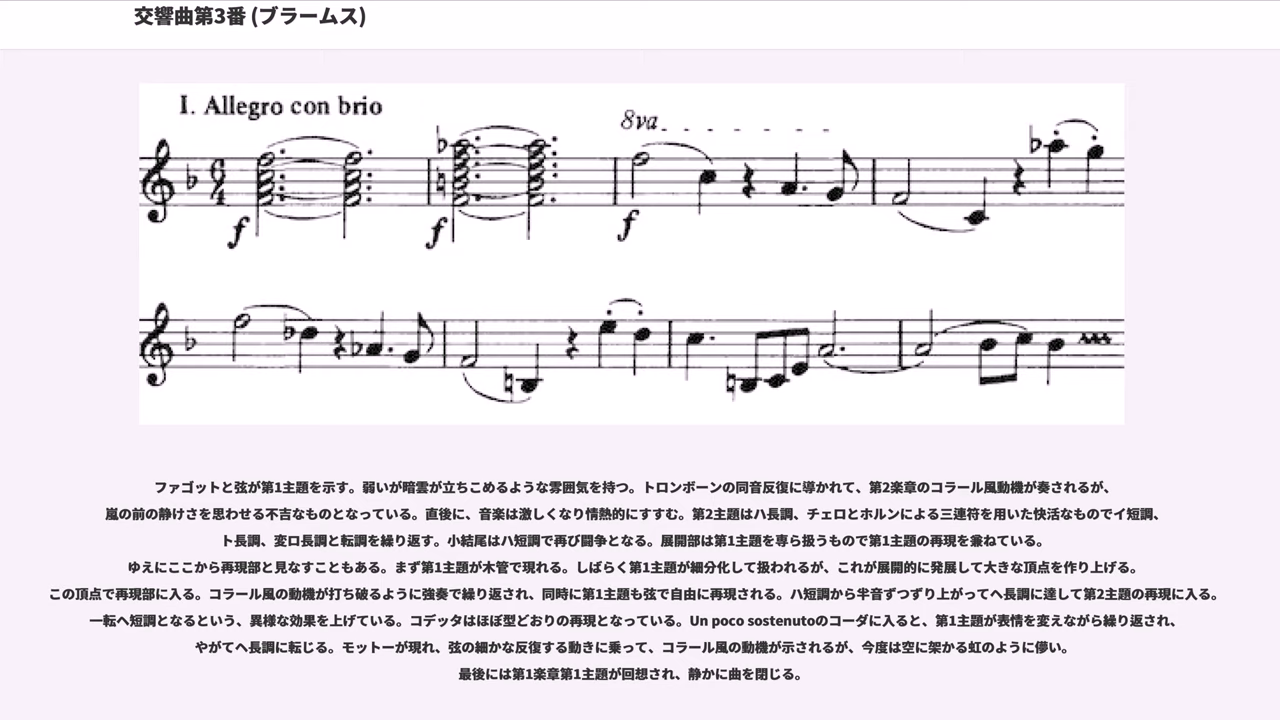 交響曲第3番 (ブラームス)
I. Allegro con brio
8va
f
f
f
ファゴットと弦が第1主題を示す。弱いが暗雲が立ちこめるような雰囲気を持つ。トロンボーンの同音反復に導かれて、第2楽章のコラール風動機が奏されるが、
嵐の前の静けさを思わせる不吉なものとなっている。直後に、音楽は激しくなり情熱的にすすむ。第2主題はハ長調、チェロとホルンによる三連符を用いた快活なものでイ短調、
ト長調、変ロ長調と転調を繰り返す。小結尾はハ短調で再び闘争となる。展開部は第1主題を専ら扱うもので第1主題の再現を兼ねている。
ゆえにここから再現部と見なすこともある。まず第1主題が木管で現れる。しばらく第1主題が細分化して扱われるが、これが展開的に発展して大きな頂点を作り上げる。
この頂点で再現部に入る。コラール風の動機が打ち破るように強奏で繰り返され、同時に第1主題も弦で自由に再現される。ハ短調から半音ずつずり上がってヘ長調に達して第2主題の再現に入る。
一転ヘ短調となるという、異様な効果を上げている。コデッタはほぼ型どおりの再現となっている。Un poco sostenutoのコーダに入ると、第1主題が表情を変えながら繰り返され、
やがてヘ長調に転じる。モットーが現れ、弦の細かな反復する動きに乗って、コラール風の動機が示されるが、今度は空に架かる虹のように儚い。
最後には第1楽章第1主題が回想され、静かに曲を閉じる。